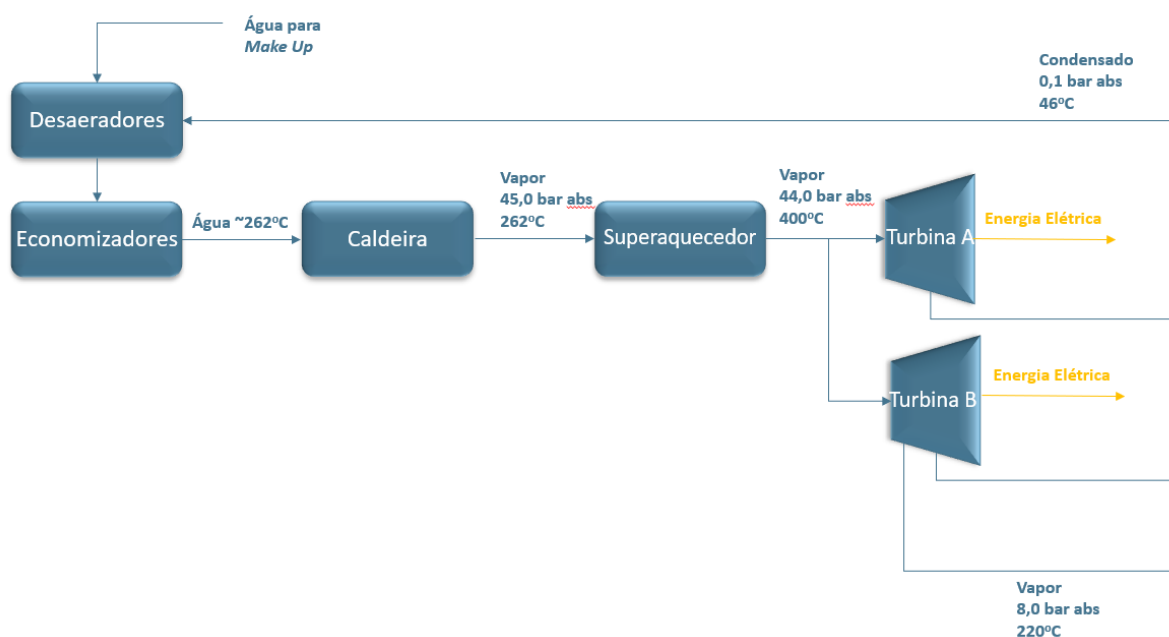 Água para
Make Up
Condensado
0,1 bar abs
46ºC
Desaeradores
Vapor
45,0 bar abs
262ºC
Vapor
44,0 bar abs
400ºC
Economizadores
Água ~262ºC
Caldeira
Superaquecedor
Turbina A
Energia Elétrica
Turbina B
Energia Elétrica
Vapor
8,0 bar abs
220ºC